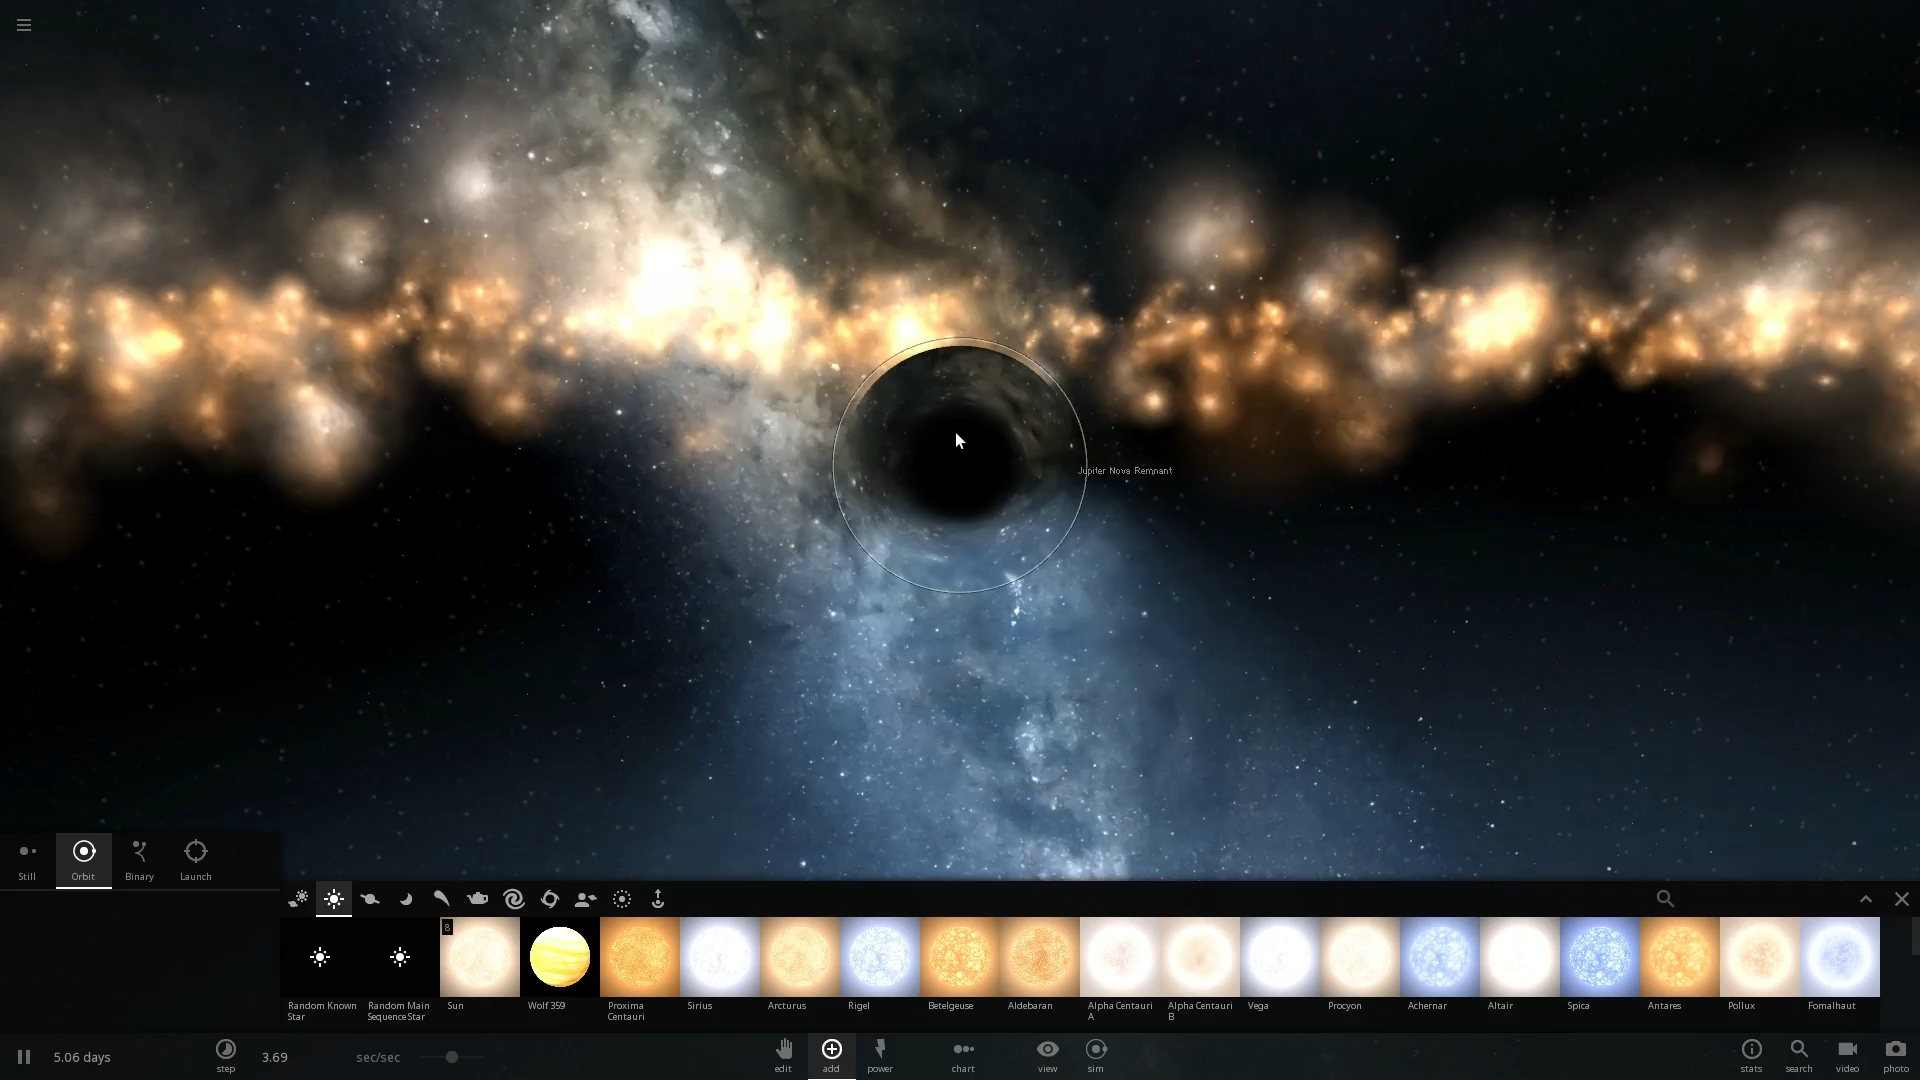 Jupiter Nova Remnant
Still
Orbit
Binary
Launch
8
Random Known
Star
Random Main
Sequence Star
Sun
Wolf 359
Proxima
Centauri
Sirius
Arcturus
Rigel
Betelgeuse
Aldebaran
Alpha Centauri
A
Alpha Centauri
B
Vega
Procyon
Achernar
Altair
Spica
Antares
Pollux
Fomalhaut
5.06 days
step
3.69
sec/sec
edit
add
power
chart
view
sim
stats
search
video
photo